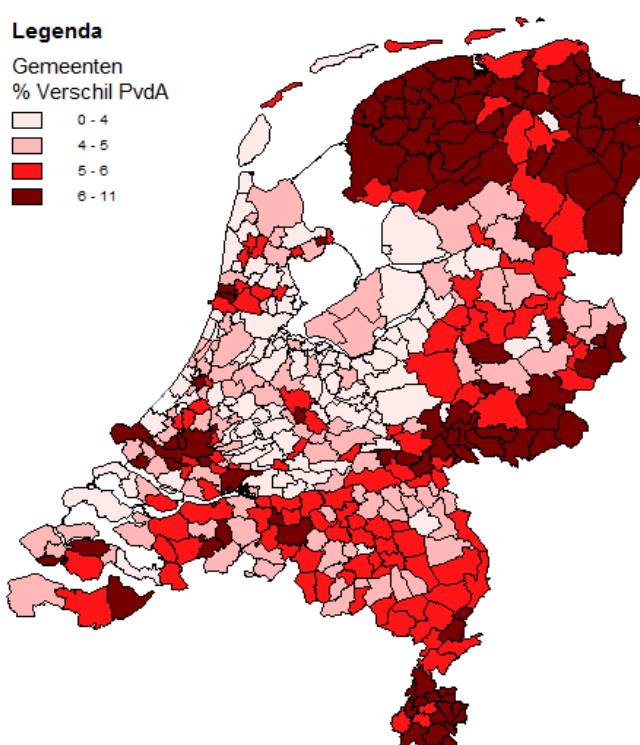 Legenda
Gemeenten
% Verschil PvdA
0 - 4
4 - 5
5 - 6
6 - 11